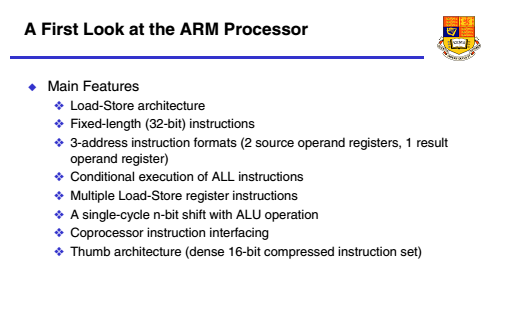 A First Look at the ARM Processor
Main Features
Load-Store architecture
Fixed-length (32-bit) instructions
3-address instruction formats (2 source operand registers, 1 result
operand register)
Conditional execution of ALL instructions
Multiple Load-Store register instructions
A single-cycle n-bit shift with ALU operation
Coprocessor instruction interfacing
Thumb architecture (dense 16-bit compressed instruction set)